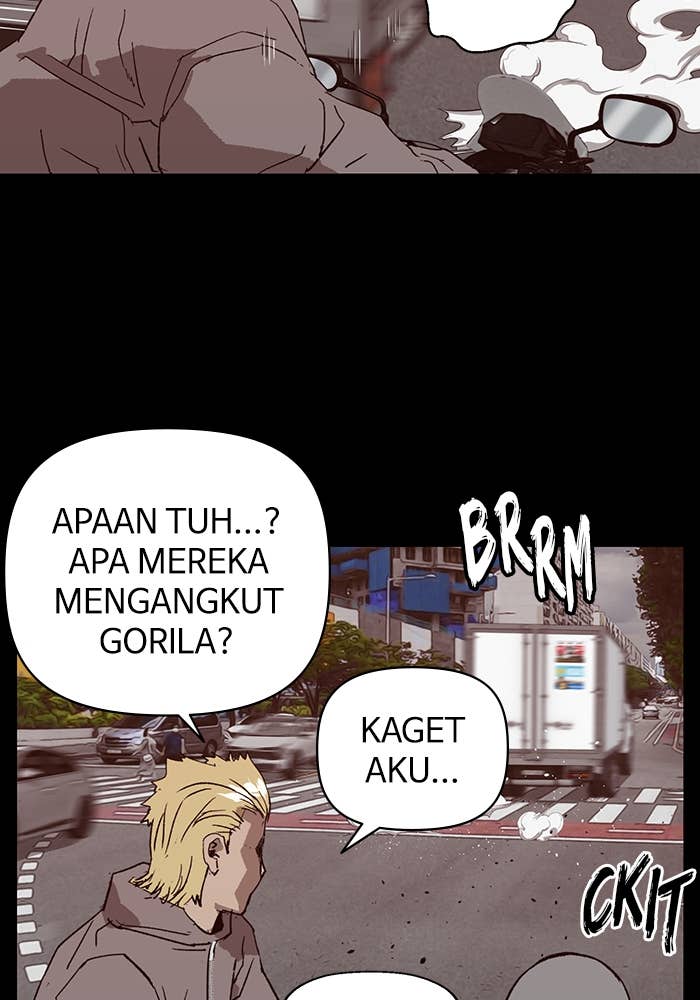 APAAN TUH...?
APA MEREKA
MENGANGKUT
GORILA?
BRRM
KAGET
AKU...
CKIT